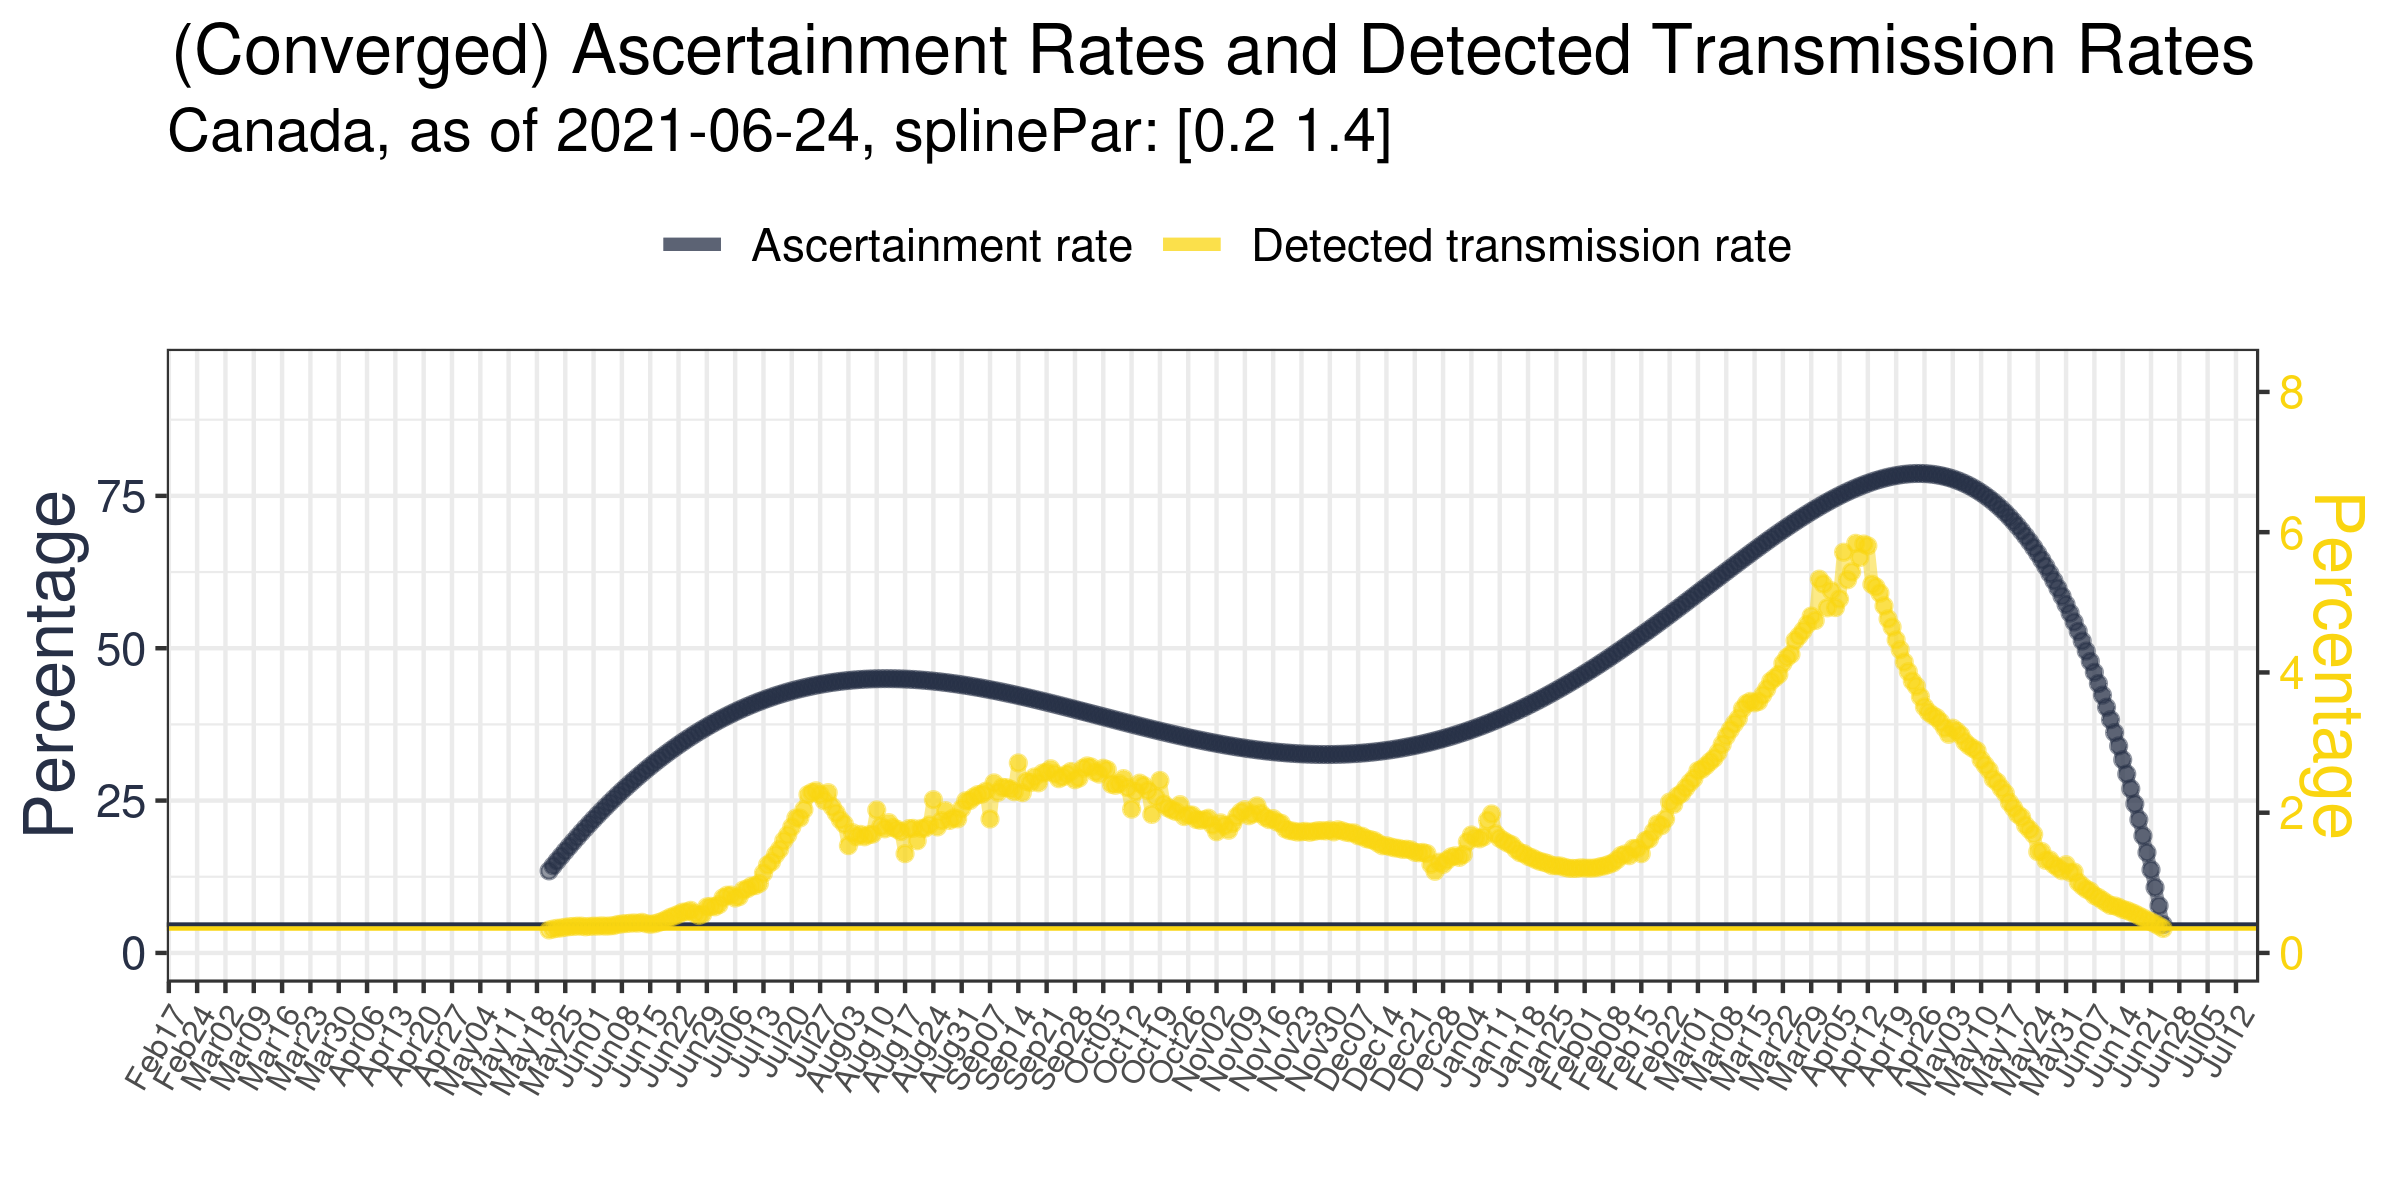 (Converged) Ascertainment Rates and Detected Transmission Rates
Canada, as of 2021-06-24, splinePar: [0.2 1.4]
Ascertainment rate
Detected transmission rate
Percentage
75
50
25
0
8
6
4
2
0
Percentage
Feb17
Feb24
Mar02
Mar09
Mar16
Mar23
Mar30
Apr06
Apr13
Apr20
Apr27
May04
May11
May18
May25
Jun01
Jun08
Jun15
Jun22
Jun29
Jul06
Jul13
Jul20
Jul27
Aug03
Aug10
Aug17
Aug24
Aug31
Sep07
Sep14
Sep21
Sep28
Oct05
Oct12
Oct19
Oct26
Nov02
Nov09
Nov16
Nov23
Nov30
Dec07
Dec14
Dec21
Dec28
Jan04
Jan11
Jan18
Jan25
Feb01
Feb08
Feb15
Feb22
Mar01
Mar08
Mar15
Mar22
Mar29
Apr05
Apr12
Apr19
Apr26
May03
May10
May17
May24
May31
Jun07
Jun14
Jun21
Jun28
Jul05
Jul12